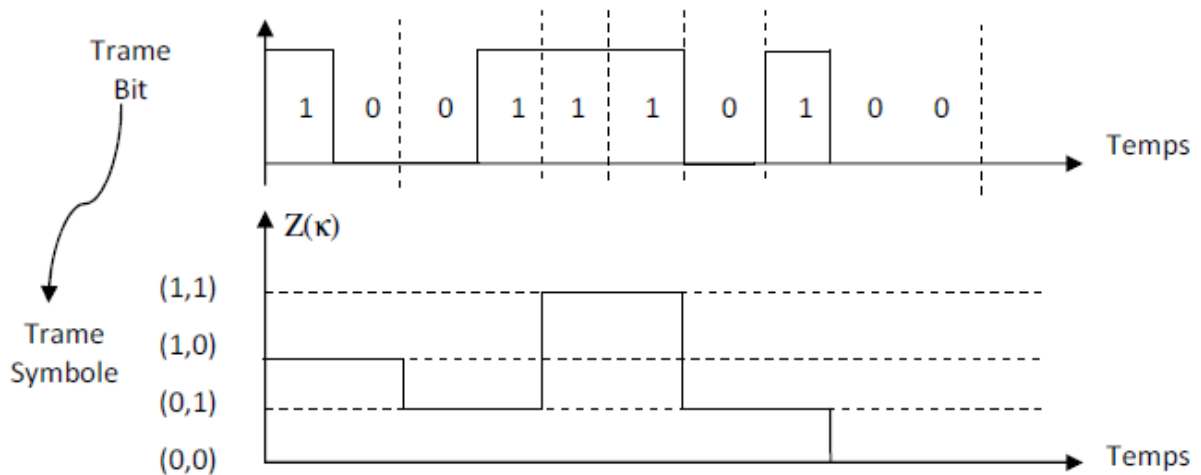 Trame
Bit
1 0 0 1 1 1 0 1 0 0
Temps
Z(κ)
(1,1)
(1,0)
(0,1)
(0,0)
Trame
Symbole
Temps